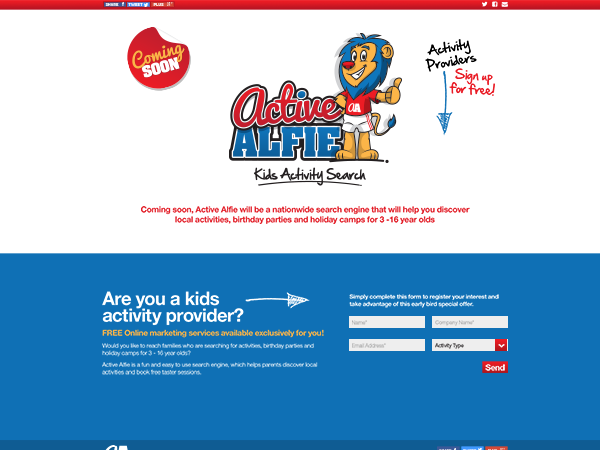 SHARE
TWEET
PLUS
Coming
SOON
Activity
Providers
Sign up
for free!
Active
ALFIE
AA
Kids Activity Search
Coming soon, Active Alfie will be a nationwide search engine that will help you discover
local activities, birthday parties and holiday camps for 3 -16 year olds
Are you a kids
activity provider?
FREE Online marketing services available exclusively for you!
Would you like to reach families who are searching for activities, birthday parties and
holiday camps for 3 - 16 year olds?
Active Alfie is a fun and easy to use search engine, which helps parents discover local
activities and book free taster sessions.
Simply complete this form to register your interest and
take advantage of this early bird special offer.
Name*
Company Name*
Email Address*
Activity Type
Send
SHARE
TWEET
PLUS